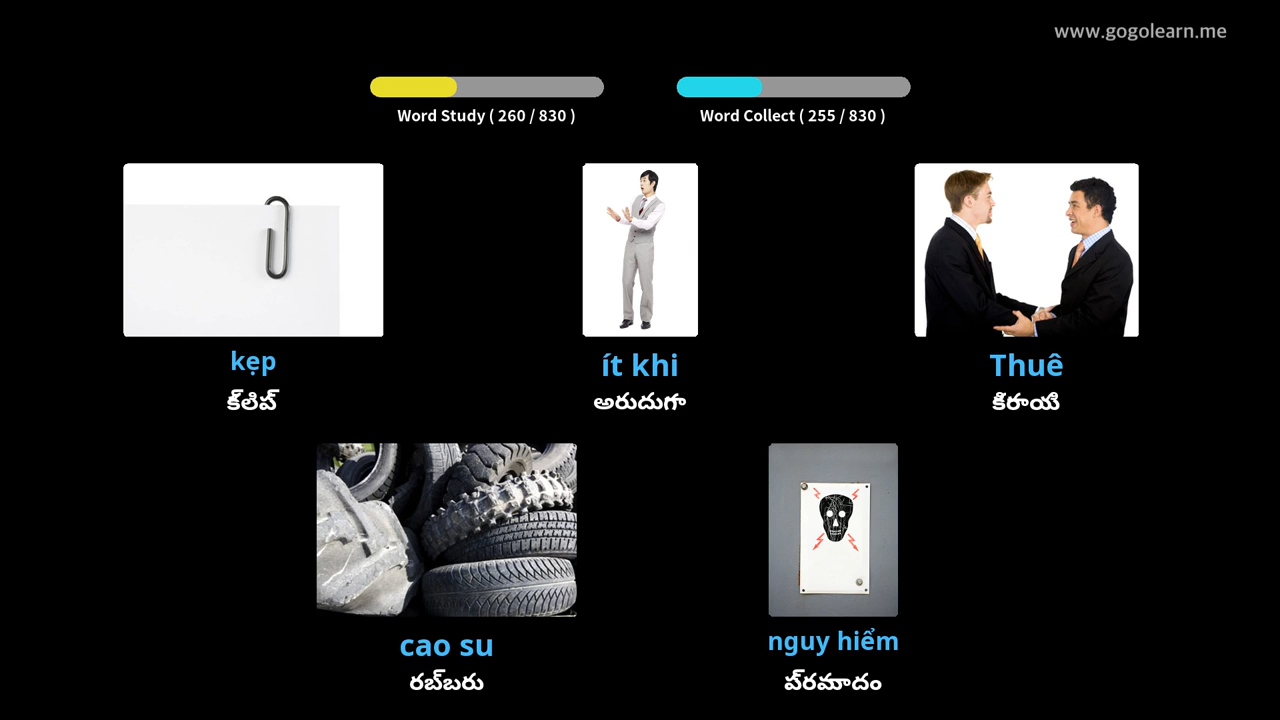 www.gogolearn.me
Word Study ( 260 / 830 )
Word Collect ( 255 / 830 )
kẹp
క్‌లిప్
ít khi
అరుదుగా
Thuê
కిరాయి
cao su
రబ్‌బరు
nguy hiểm
ప్‌రమాదం